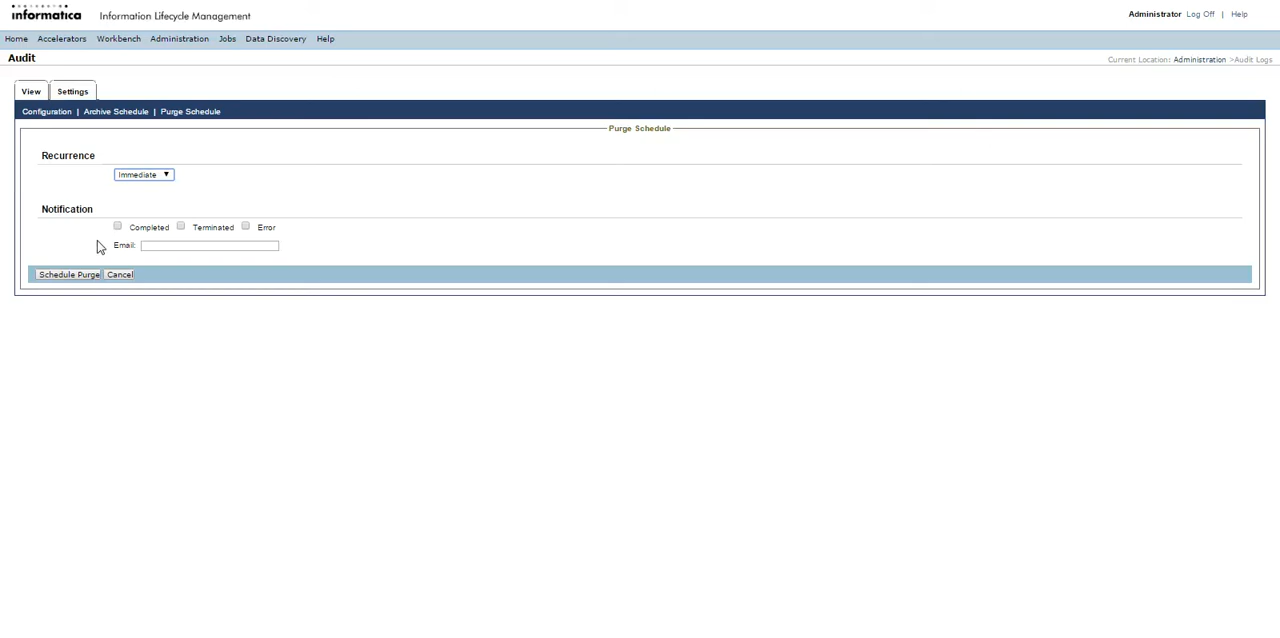 informatica Information Lifecycle Management Administrator Log Off | Help
Home Accelerators Workbench Administration Jobs Data Discovery Help
Audit
Current Location: Administration >Audit Logs
View Settings
Configuration | Archive Schedule | Purge Schedule
Purge Schedule
Recurrence
Immediate
Notification
Completed Terminated Error
Email:
Schedule Purge Cancel